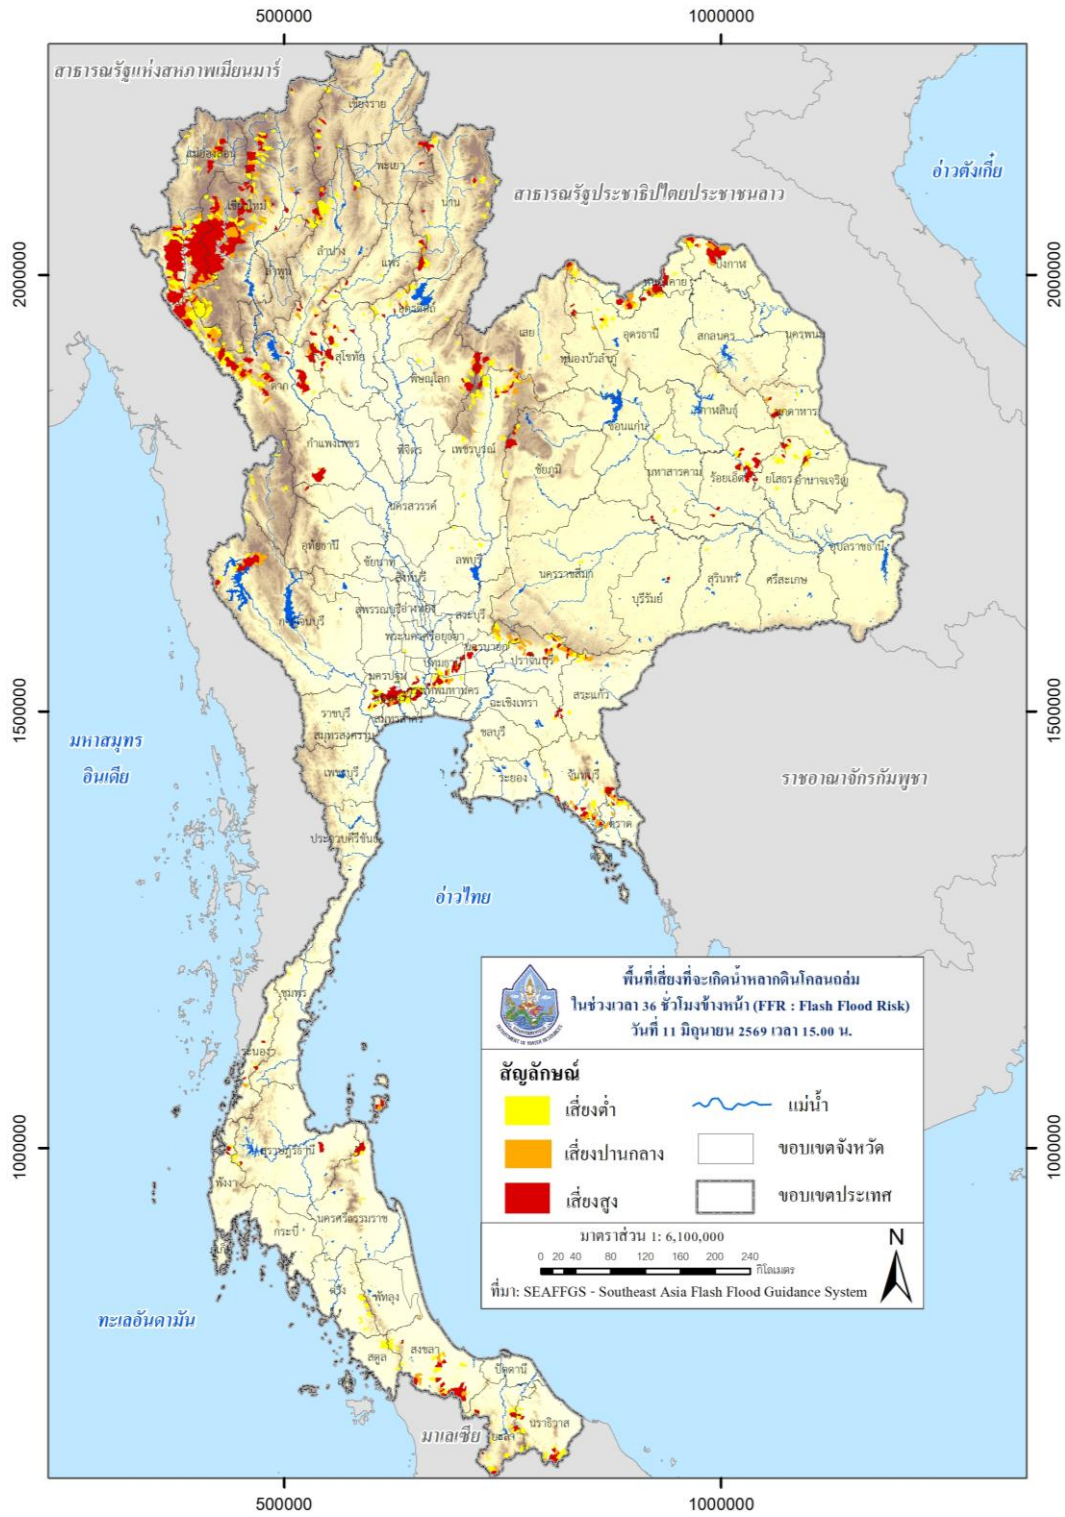 500000
1000000
สาธารณรัฐแห่งสหภาพเมียนมาร์
เชียงราย
แม่ฮ่องสอน
พะเยา
อ่าวตังเกี๋ย
สาธารณรัฐประชาธิปไตยประชาชนลาว
เชียงใหม่
น่าน
ลำปาง
แพร่
ลำพูน
บึงกาฬ
2000000
2000000
หนองคาย
อุตรดิตถ์
เลย
อุดรธานี
สกลนคร
นครพนม
สุโขทัย
หนองบัวลำภู
ตาก
พิษณุโลก
กาฬสินธุ์
มุกดาหาร
ขอนแก่น
กำแพงเพชร
พิจิตร
เพชรบูรณ์
ชัยภูมิ
มหาสารคาม
ร้อยเอ็ด
ยโสธร
อำนาจเจริญ
นครสวรรค์
อุทัยธานี
ชัยนาท
ลพบุรี
อุบลราชธานี
สิงห์บุรี
นครราชสีมา
สุรินทร์
ศรีสะเกษ
บุรีรัมย์
สุพรรณบุรี
อ่างทอง
สระบุรี
กาญจนบุรี
พระนครศรีอยุธยา
นครนายก
ปทุมธานี
ปราจีนบุรี
นครปฐม
กรุงเทพมหานคร
สระแก้ว
ฉะเชิงเทรา
ราชบุรี
สมุทรสาคร
1500000
1500000
ชลบุรี
สมุทรสงคราม
มหาสมุทร
อินเดีย
เพชรบุรี
ระยอง
จันทบุรี
ราชอาณาจักรกัมพูชา
ตราด
ประจวบคีรีขันธ์
ตราด
อ่าวไทย
พื้นที่เสี่ยงที่จะเกิดน้ำหลากดินโคลนถล่ม
ในช่วงเวลา 36 ชั่วโมงข้างหน้า (FFR : Flash Flood Risk)
วันที่ 11 มิถุนายน 2569 เวลา 15.00 น.
DEPARTMENT OF WATER RESOURCES
สัญลักษณ์
เสี่ยงต่ำ
แม่น้ำ
เสี่ยงปานกลาง
ขอบเขตจังหวัด
เสี่ยงสูง
ขอบเขตประเทศ
มาตราส่วน 1: 6,100,000
N
0 20 40 80 120 160 200 240
กิโลเมตร
ที่มา: SEAFFGS - Southeast Asia Flash Flood Guidance System
ชุมพร
ระนอง
1000000
1000000
สุราษฎร์ธานี
พังงา
นครศรีธรรมราช
กระบี่
ภูเก็ต
ตรัง
พัทลุง
ทะเลอันดามัน
สตูล
สงขลา
ปัตตานี
นราธิวาส
ยะลา
มาเลเซีย
500000
1000000